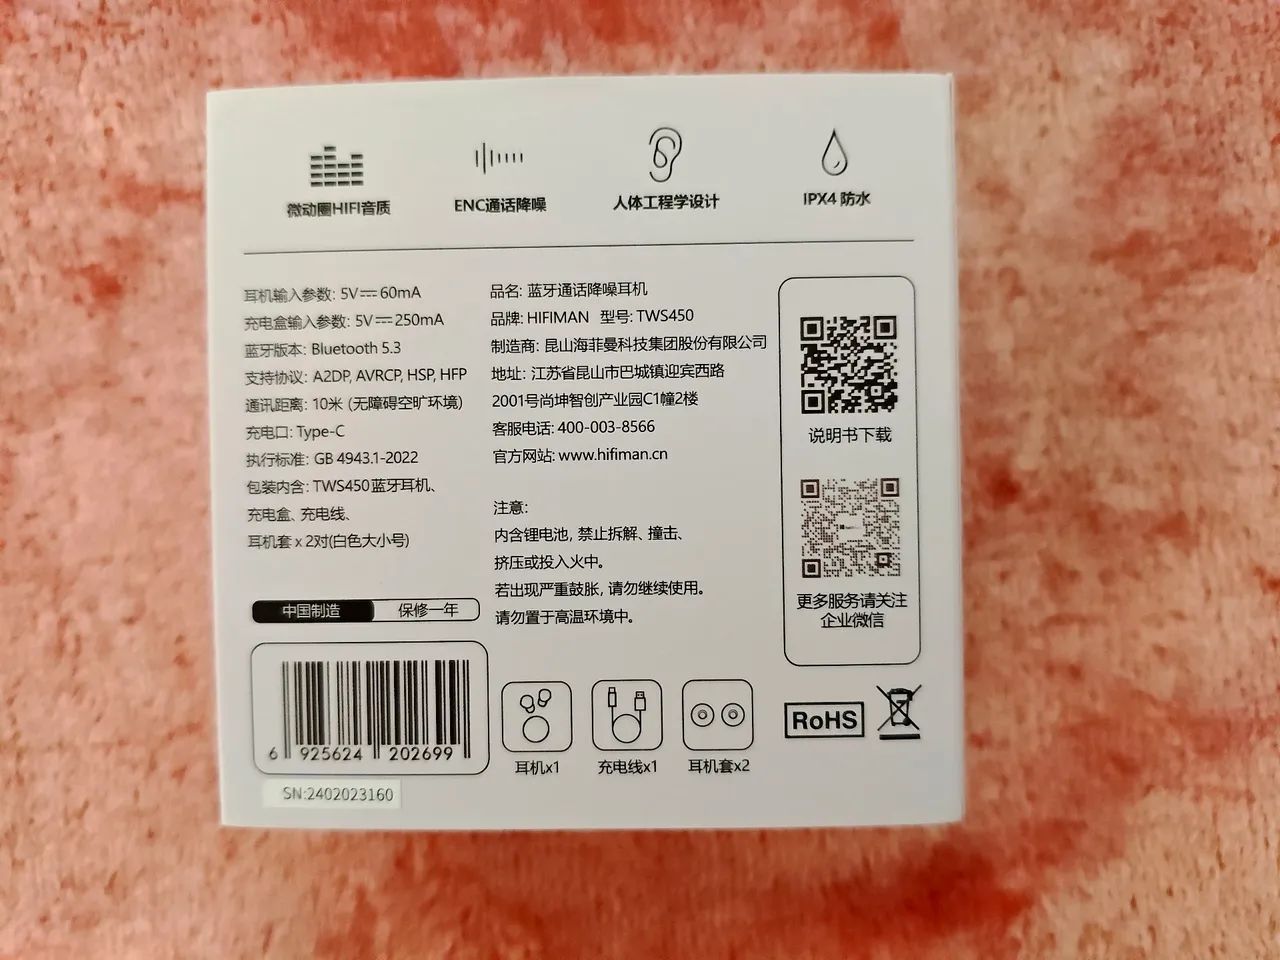 微动圈HIFI音质
ENC通话降噪
人体工程学设计
IPX4 防水
耳机输入参数: 5V⎓60mA
充电盒输入参数: 5V⎓250mA
蓝牙版本: Bluetooth 5.3
支持协议: A2DP, AVRCP, HSP, HFP
通讯距离: 10米 (无障碍空旷环境)
充电口: Type-C
执行标准: GB 4943.1-2022
包装内含: TWS450 蓝牙耳机、
充电盒、充电线、
耳机套 x 2对(白色大小号)
中国制造 保修一年
6 925624 202699
SN:2402023160
品名: 蓝牙通话降噪耳机
品牌: HIFIMAN 型号: TWS450
制造商: 昆山海菲曼科技集团股份有限公司
地址: 江苏省昆山市巴城镇迎宾西路
2001号尚坤智创产业园C1幢2楼
客服电话: 400-003-8566
官方网站: www.hifiman.cn
注意:
内含锂电池, 禁止拆解、撞击、
挤压或投入火中。
若出现严重鼓胀, 请勿继续使用。
请勿置于高温环境中。
耳机x1
充电线x1
耳机套x2
说明书下载
更多服务请关注
企业微信
RoHS